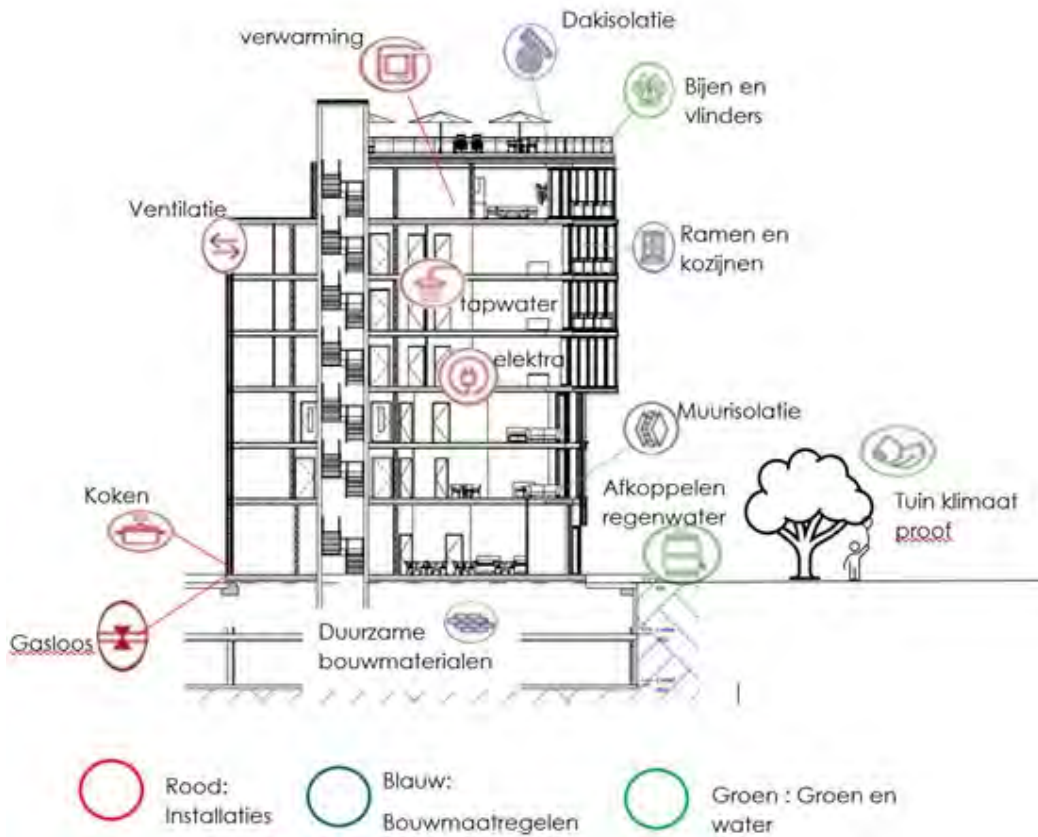 verwarming
Dakisolatie
Bijen en
vlinders
Ventilatie
Ramen en
kozijnen
tapwater
elektra
Muurisolatie
Koken
Afkoppelen
regenwater
Tuin klimaat
proof
Gasloos
Duurzame
bouwmaterialen
Rood:
Installaties
Blauw:
Bouwmaatregelen
Groen : Groen en
water